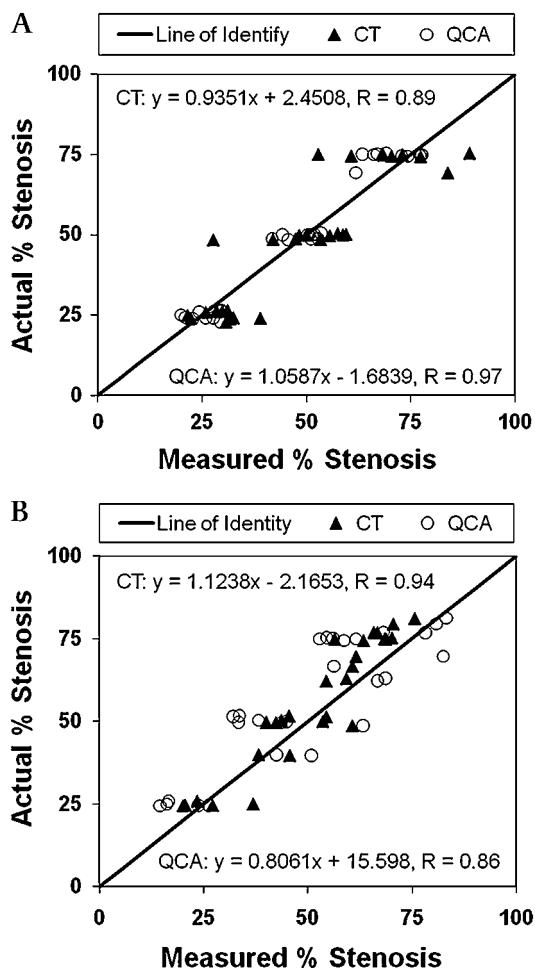 A
Line of Identify CT QCA
100
CT: y = 0.9351x + 2.4508, R = 0.89
75
50
25
0
Actual % Stenosis
QCA: y = 1.0587x - 1.6839, R = 0.97
0 25 50 75 100
Measured % Stenosis
B
Line of Identity CT QCA
100
CT: y = 1.1238x - 2.1653, R = 0.94
75
50
25
0
Actual % Stenosis
QCA: y = 0.8061x + 15.598, R = 0.86
0 25 50 75 100
Measured % Stenosis